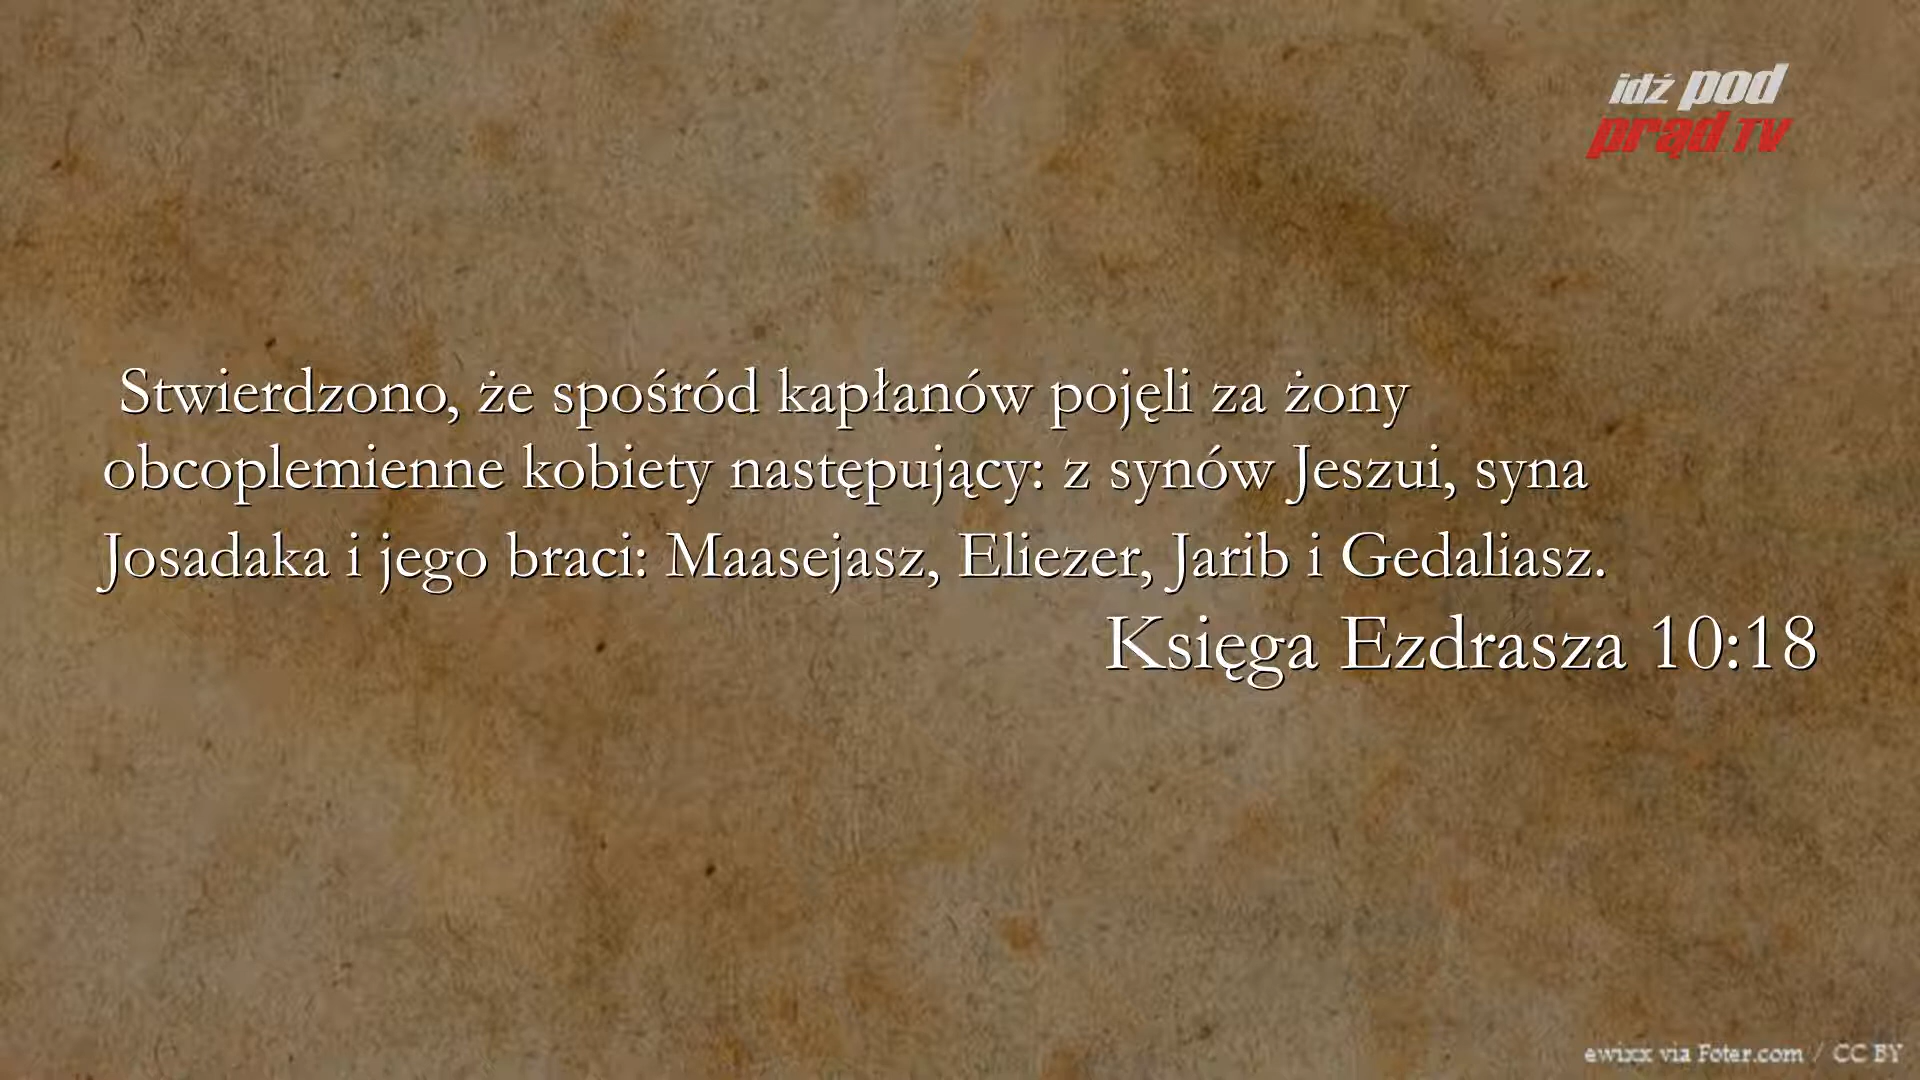 idź pod
prąd TV
Stwierdzono, że spośród kapłanów pojęli za żony
obcoplemienne kobiety następujący: z synów Jeszui, syna
Josadaka i jego braci: Maasejasz, Eliezer, Jarib i Gedaliasz.
Księga Ezdrasza 10:18
ewixx via Foter.com / CC BY